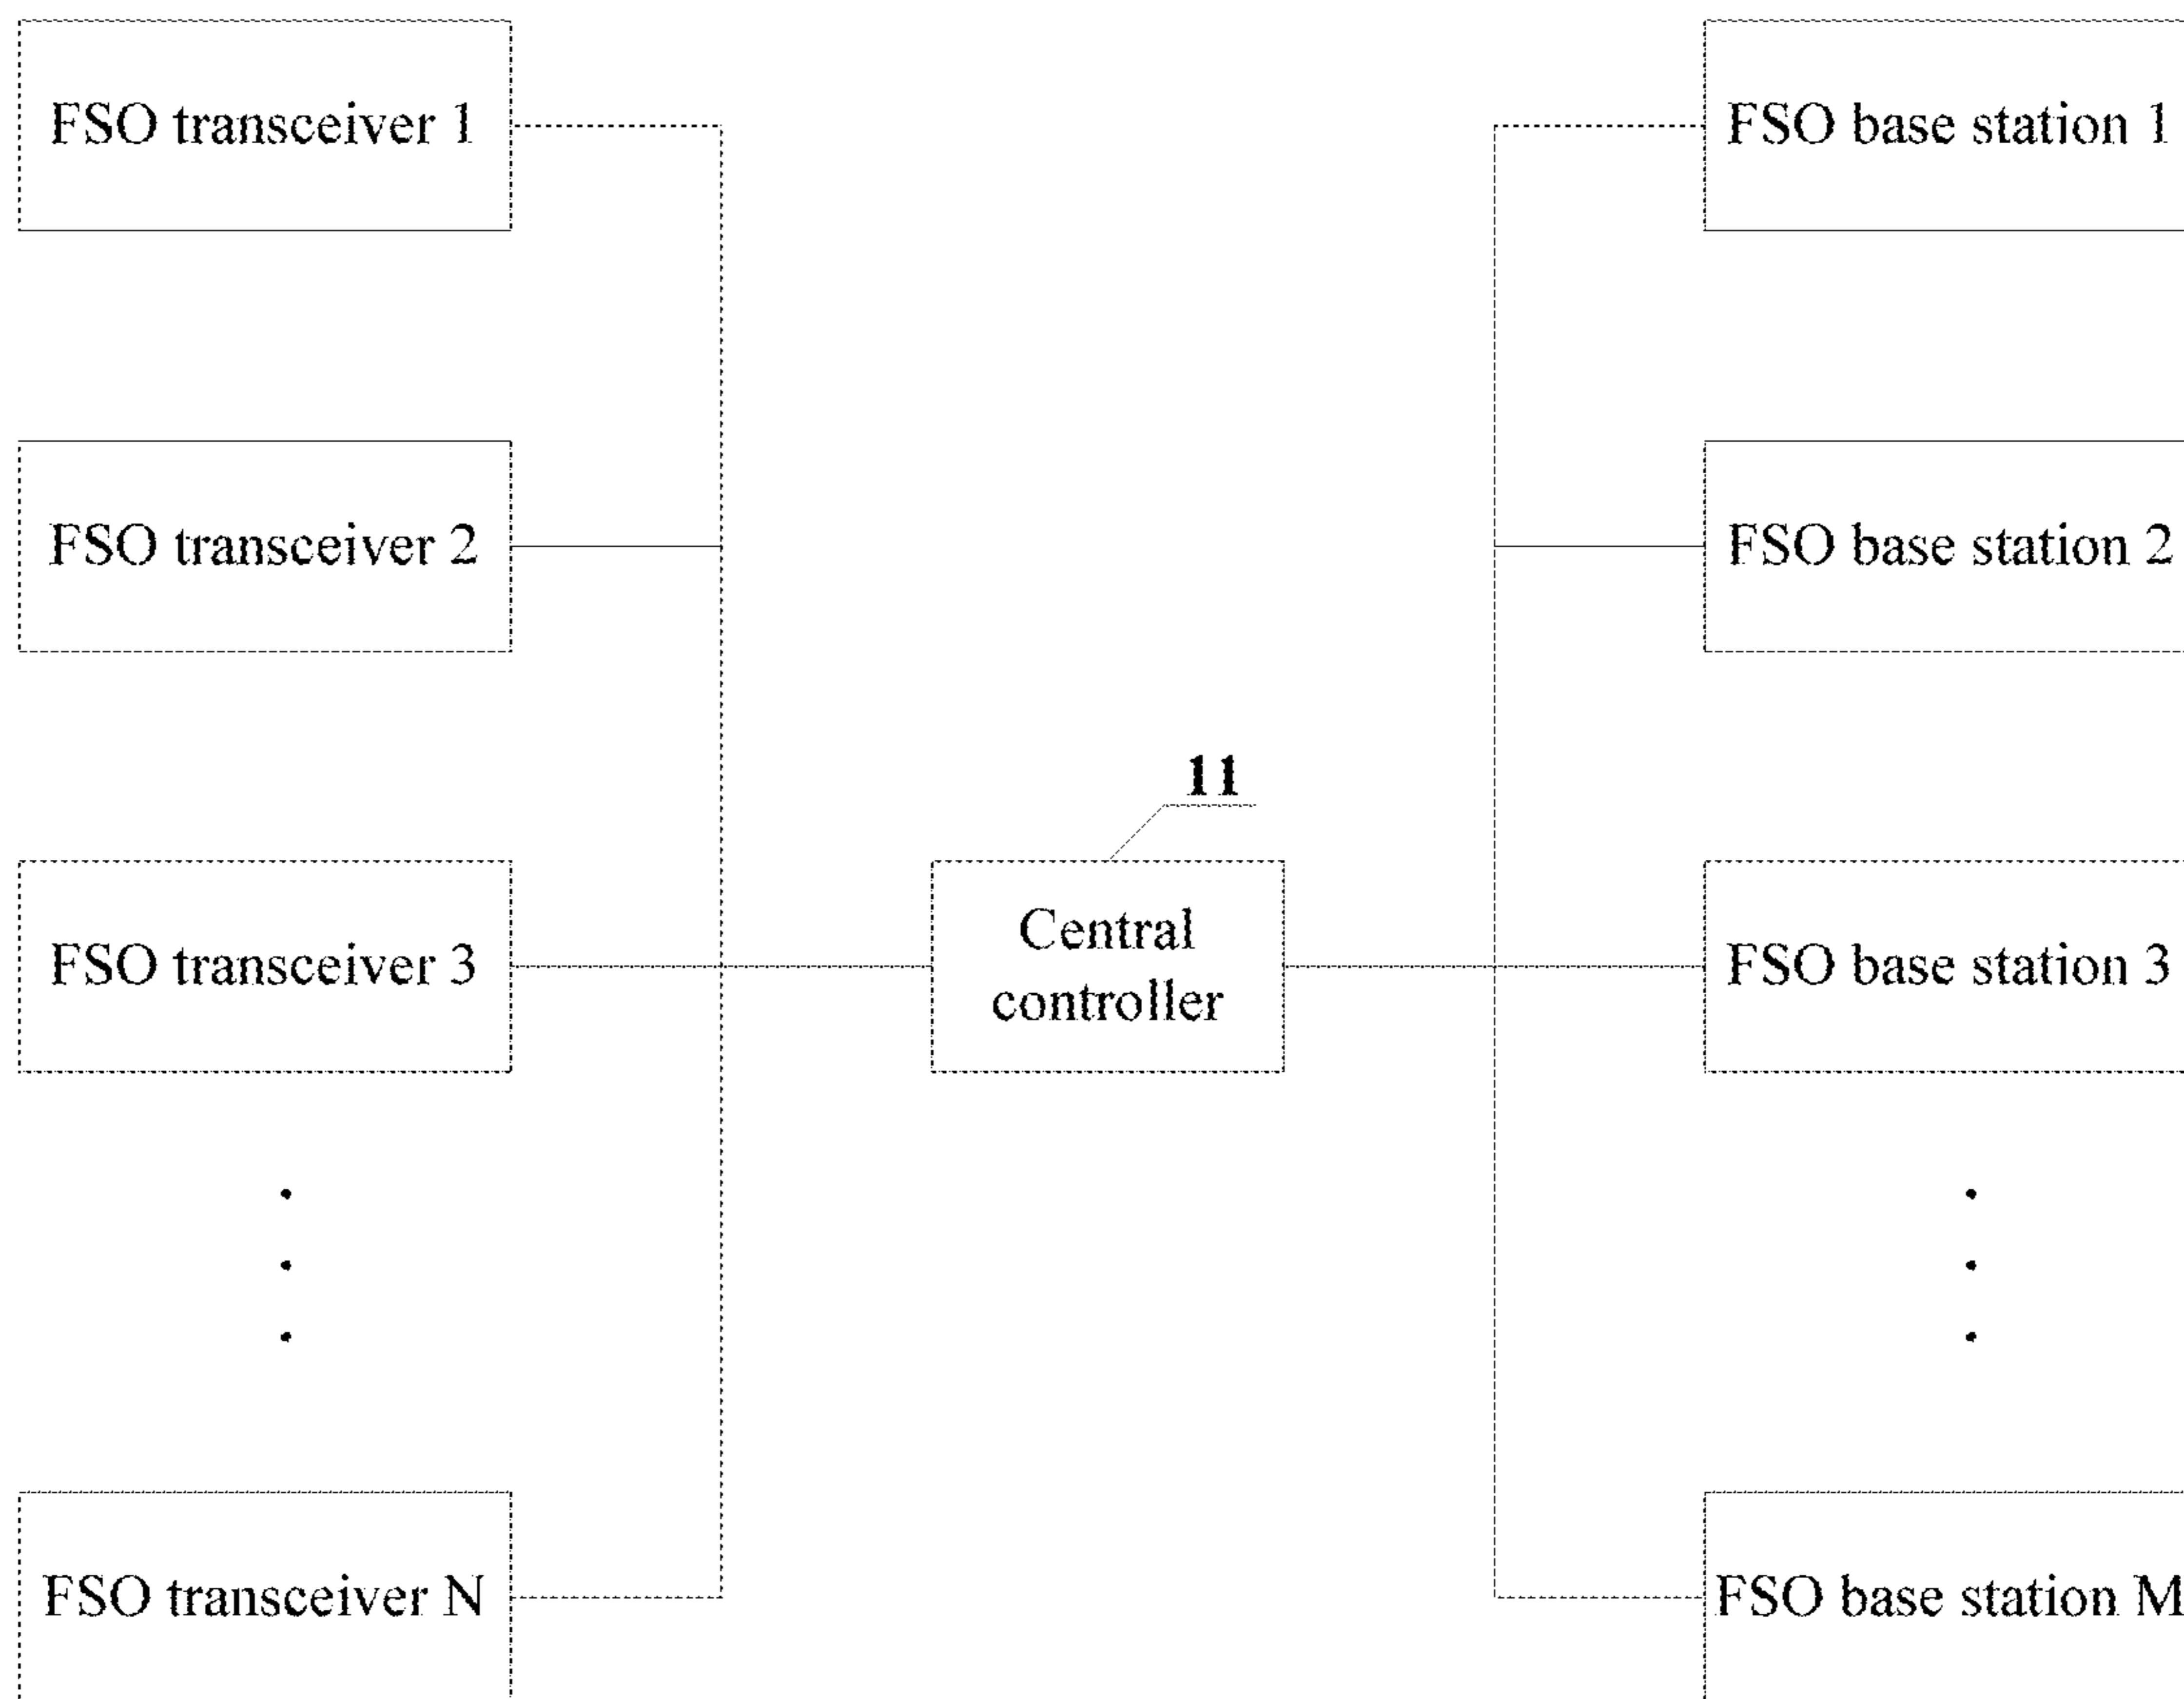 FSO transceiver 1
FSO base station 1
FSO transceiver 2
FSO base station 2
11
FSO transceiver 3
Central
controller
FSO base station 3
FSO transceiver N
FSO base station M